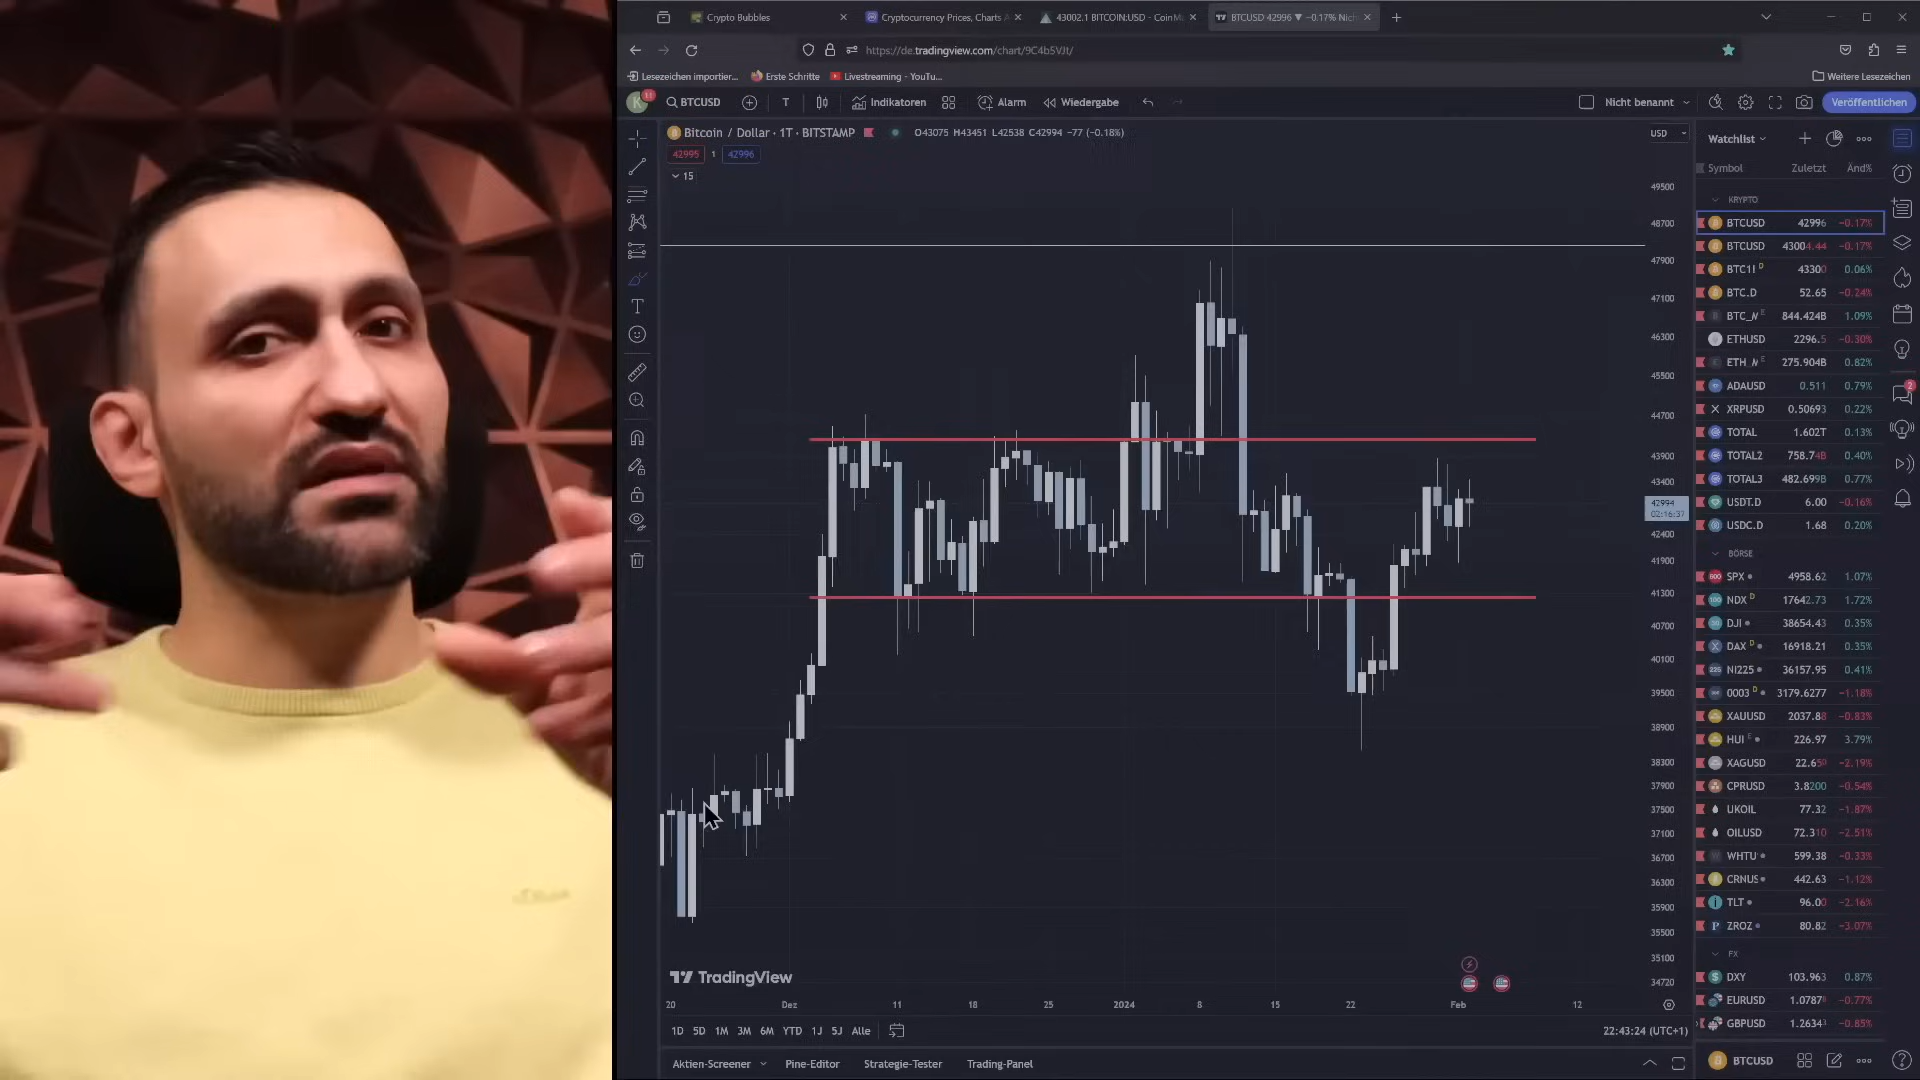 Crypto Bubbles
Cryptocurrency Prices, Charts A
43002.1 BITCOIN:USD - CoinM
BTCUSD 42996 ▼ −0.17% Nich
https://de.tradingview.com/chart/9C4b5VJt/
Lesezeichen importier...
Erste Schritte
Livestreaming - YouTu...
Weitere Lesezeichen
K 11
BTCUSD
Indikatoren
Alarm
Wiedergabe
Nicht benannt
Veröffentlichen
Bitcoin / Dollar · 1T · BITSTAMP
O43075 H43451 L42538 C42994 −77 (−0.18%)
42995 1 42996
15
USD
49500
48700
47900
47100
46300
45500
44700
43900
43400
42994
02:16:37
42400
41900
41300
40700
40100
39500
38900
38300
37900
37500
37100
36700
36300
35900
35500
35100
34720
TradingView
20 Dez 11 18 25 2024 8 15 22 Feb 12
1D 5D 1M 3M 6M YTD 1J 5J Alle
22:43:24 (UTC+1)
Aktien-Screener
Pine-Editor
Strategie-Tester
Trading-Panel
Watchlist
Symbol Zuletzt Änd%
KRYPTO
BTCUSD 42996 −0.17%
BTCUSD 43004.44 −0.17%
BTC1! D 43300 0.06%
BTC.D 52.65 −0.24%
BTC_M E 844.424B 1.09%
ETHUSD 2296.5 −0.30%
ETH_M E 275.904B 0.82%
ADAUSD 0.511 0.79%
XRPUSD 0.50693 0.22%
TOTAL 1.602T 0.13%
TOTAL2 758.74B 0.40%
TOTAL3 482.699B 0.77%
USDT.D 6.00 −0.16%
USDC.D 1.68 0.20%
BÖRSE
SPX 4958.62 1.07%
NDX D 17642.73 1.72%
DJI 38654.43 0.35%
DAX D 16918.21 0.35%
NI225 36157.95 0.41%
0003 D 3179.6277 −1.18%
XAUUSD 2037.88 −0.83%
HUI E 226.97 3.79%
XAGUSD 22.650 −2.19%
CPRUSD 3.8200 −0.54%
UKOIL 77.32 −1.87%
OILUSD 72.310 −2.51%
WHTU 599.38 −0.33%
CRNUS 442.63 −1.12%
TLT 96.00 −2.16%
ZROZ 80.82 −3.07%
FX
DXY 103.963 0.87%
EURUSD 1.0787 −0.77%
GBPUSD 1.2634 −0.85%
BTCUSD
2